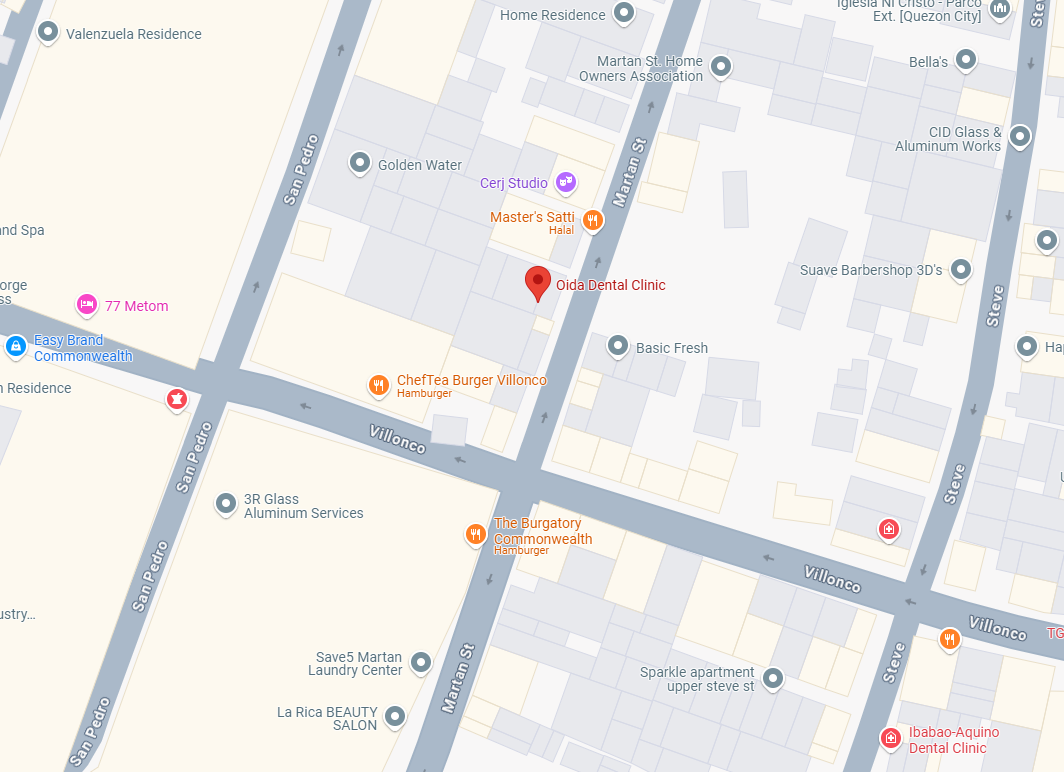 Home Residence
Iglesia Ni Cristo - Parco
Ext. [Quezon City]
Valenzuela Residence
Martan St. Home
Owners Association
Bella's
CID Glass &
Aluminum Works
San Pedro
Golden Water
Martan St
Cerj Studio
Master's Satti
Halal
nd Spa
Suave Barbershop 3D's
Oida Dental Clinic
77 Metom
Steve
Easy Brand
Commonwealth
Basic Fresh
Residence
ChefTea Burger Villonco
Hamburger
Villonco
San Pedro
Steve
3R Glass
Aluminum Services
The Burgatory
Commonwealth
Hamburger
San Pedro
Villonco
Villonco
TG
Save5 Martan
Laundry Center
Martan St
Steve
Sparkle apartment
upper steve st
La Rica BEAUTY
SALON
San Pedro
Ibabao-Aquino
Dental Clinic